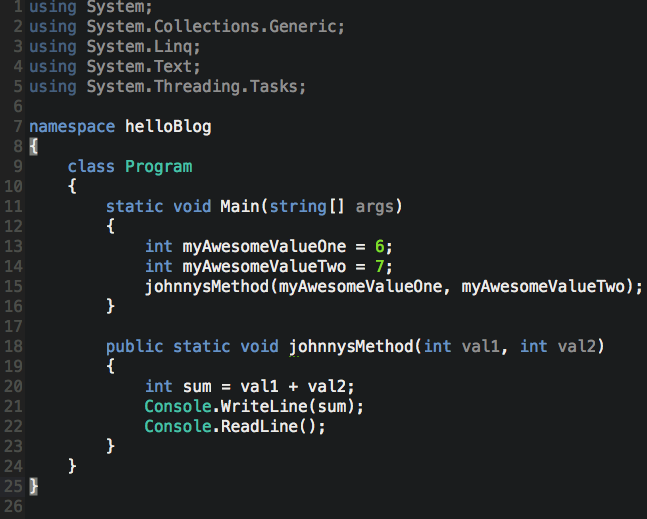 1 using System;
2 using System.Collections.Generic;
3 using System.Linq;
4 using System.Text;
5 using System.Threading.Tasks;
6
7 namespace helloBlog
8 {
9     class Program
10     {
11         static void Main(string[] args)
12         {
13             int myAwesomeValueOne = 6;
14             int myAwesomeValueTwo = 7;
15             johnnysMethod(myAwesomeValueOne, myAwesomeValueTwo);
16         }
17
18         public static void johnnysMethod(int val1, int val2)
19         {
20             int sum = val1 + val2;
21             Console.WriteLine(sum);
22             Console.ReadLine();
23         }
24     }
25 }
26